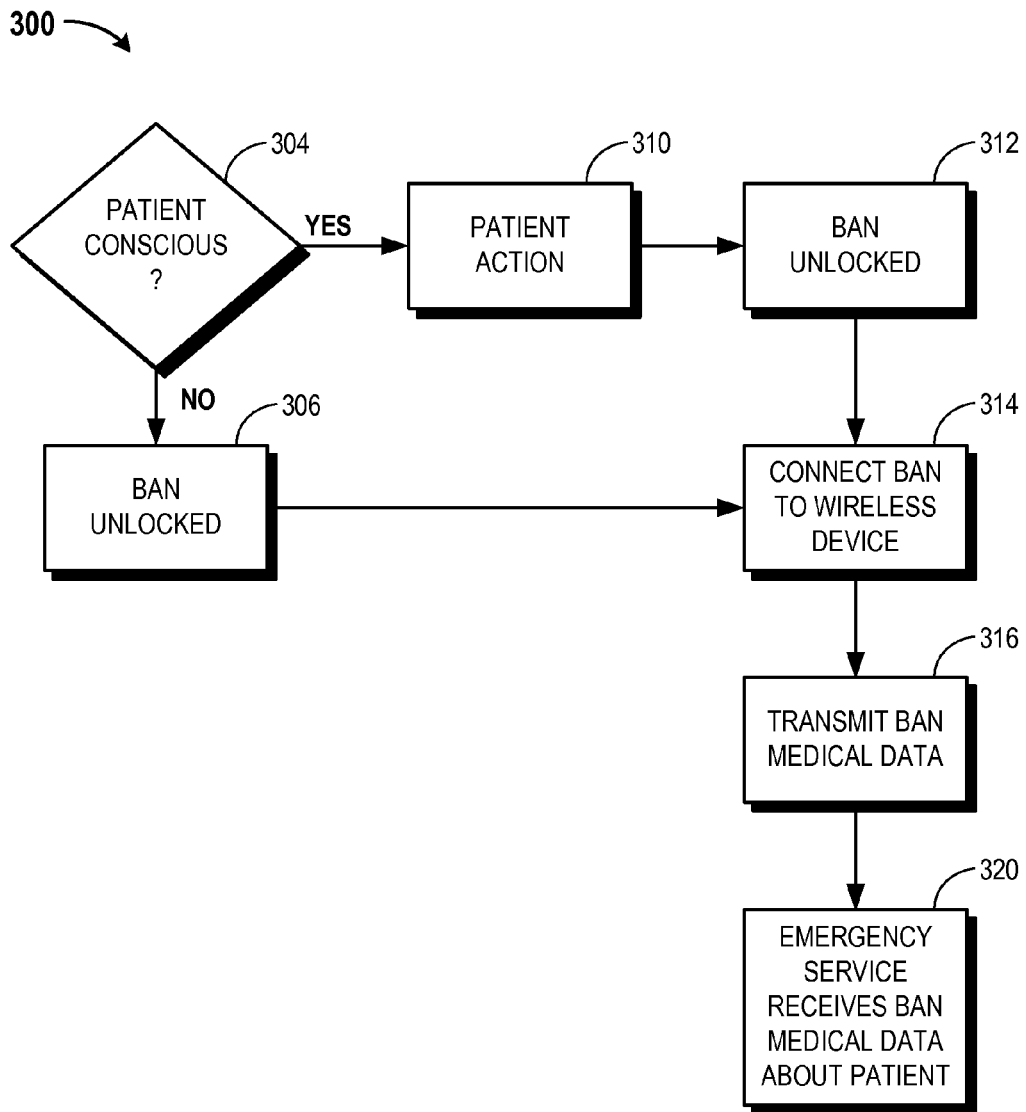 300
304
PATIENT
CONSCIOUS
?
YES
310
PATIENT
ACTION
312
BAN
UNLOCKED
NO
306
BAN
UNLOCKED
314
CONNECT BAN
TO WIRELESS
DEVICE
316
TRANSMIT BAN
MEDICAL DATA
320
EMERGENCY
SERVICE
RECEIVES BAN
MEDICAL DATA
ABOUT PATIENT